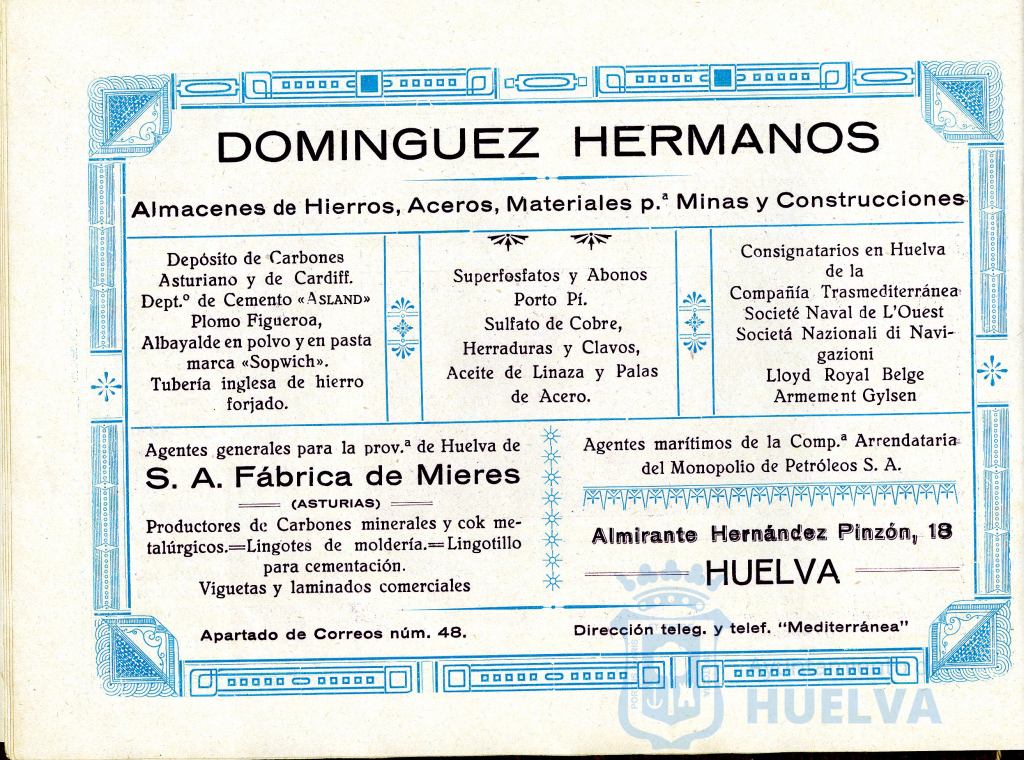 DOMINGUEZ HERMANOS
Almacenes de Hierros, Aceros, Materiales p.ª Minas y Construcciones
Depósito de Carbones
Asturiano y de Cardiff.
Dept.º de Cemento «ASLAND»
Plomo Figueroa,
Albayalde en polvo y en pasta
marca «Sopwich».
Tubería inglesa de hierro
forjado.
Superfosfatos y Abonos
Porto Pí.
Sulfato de Cobre,
Herraduras y Clavos,
Aceite de Linaza y Palas
de Acero.
Consignatarios en Huelva
de la
Compañía Trasmediterránea
Societé Naval de L'Ouest
Societá Nazionali di Navi-
gazioni
Lloyd Royal Belge
Armement Gylsen
Agentes generales para la prov.ª de Huelva de
S. A. Fábrica de Mieres
(ASTURIAS)
Productores de Carbones minerales y cok me-
talúrgicos.=Lingotes de moldería.=Lingotillo
para cementación.
Viguetas y laminados comerciales
Agentes marítimos de la Comp.ª Arrendataria
del Monopolio de Petróleos S. A.
Almirante Hernández Pinzón, 18
HUELVA
Apartado de Correos núm. 48.
Dirección teleg. y telef. "Mediterránea"
HUELVA